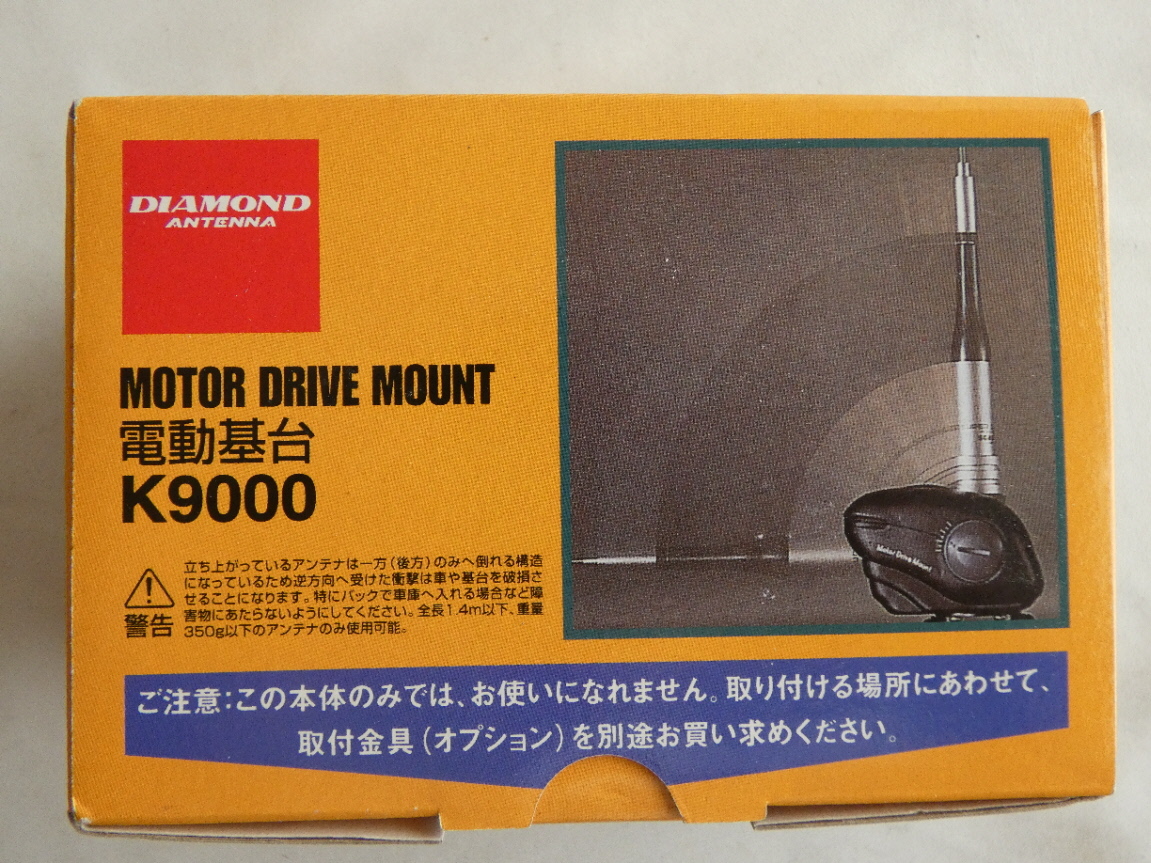 DIAMOND
ANTENNA
MOTOR DRIVE MOUNT
電動基台
K9000
立ち上がっているアンテナは一方(後方)のみへ倒れる構造
になっているため逆方向へ受けた衝撃は車や基台を破損さ
せることになります。特にバックで車庫へ入れる場合など障
害物にあたらないようにしてください。全長1.4m以下、重量
350g以下のアンテナのみ使用可能。
警告
Motor Drive Mount
ご注意:この本体のみでは、お使いになれません。取り付ける場所にあわせて、
取付金具(オプション)を別途お買い求めください。